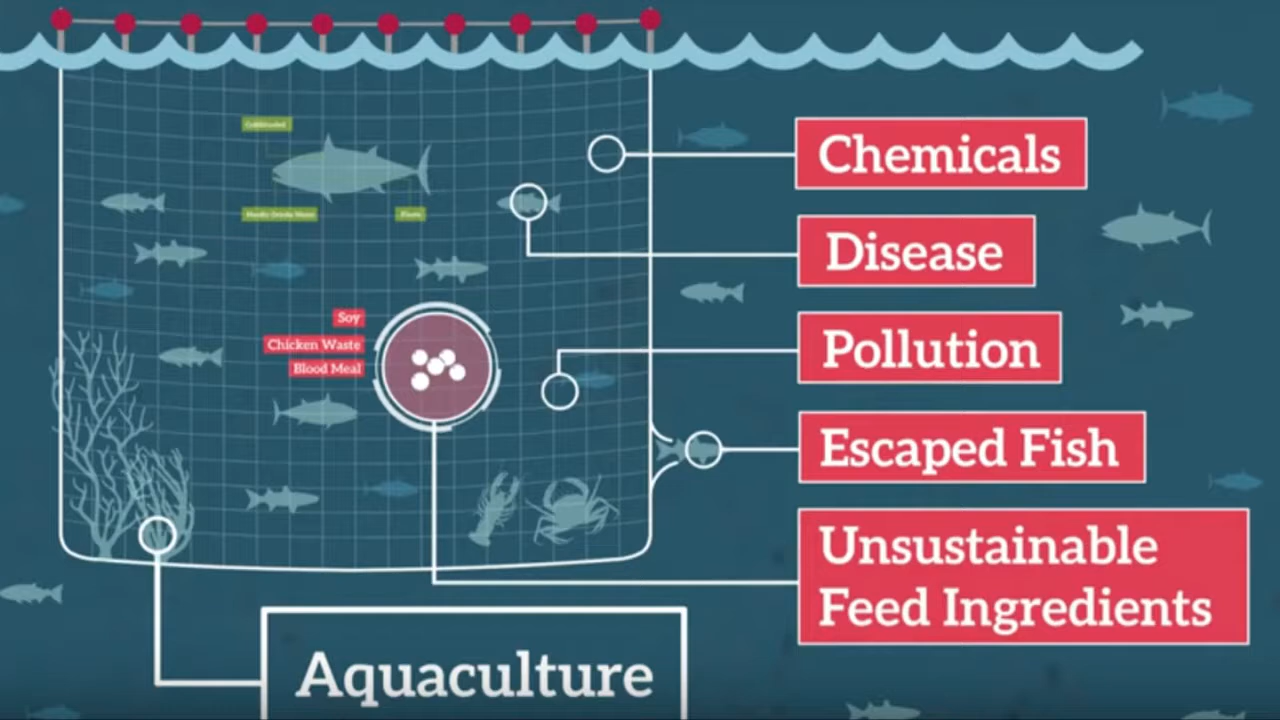 Chemicals
Disease
Pollution
Soy
Chicken Waste
Blood Meal
Escaped Fish
Unsustainable
Feed Ingredients
Aquaculture